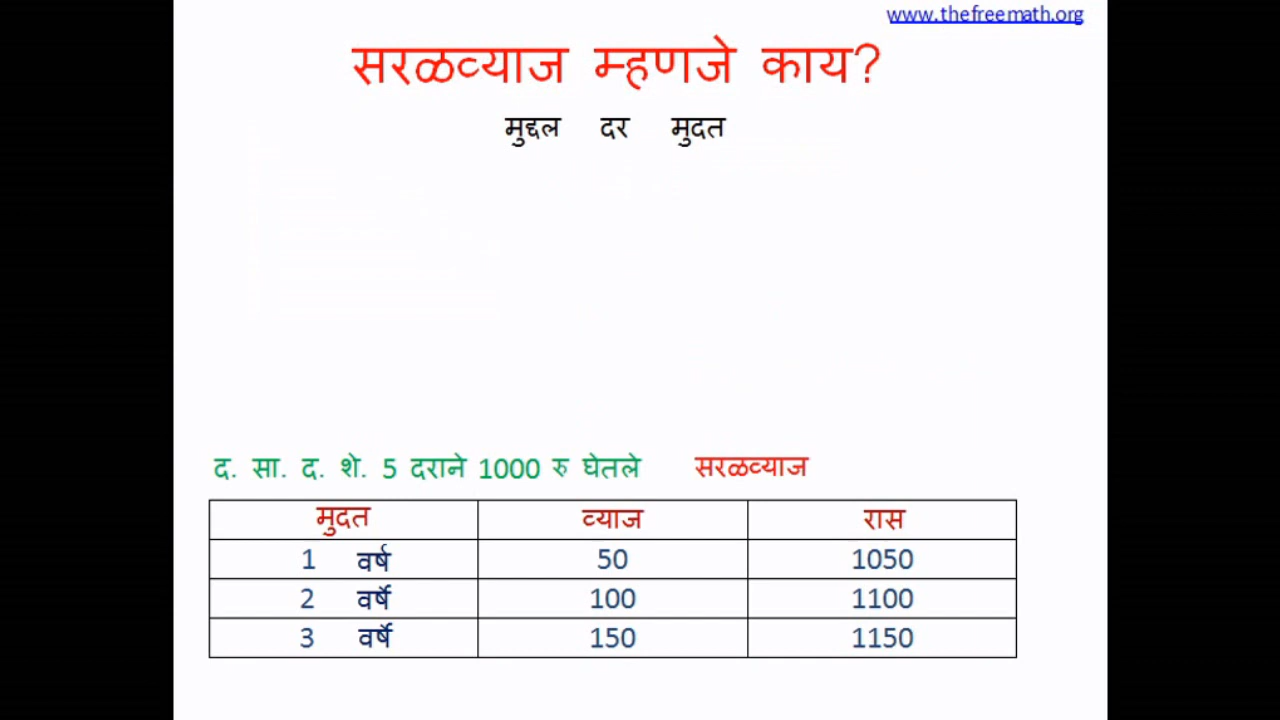 www.thefreemath.org
सरळव्याज म्हणजे काय?
मुद्दल दर मुदत
द. सा. द. शे. 5 दराने 1000 रु घेतले सरळव्याज
मुदत व्याज रास
1 वर्ष 50 1050
2 वर्षे 100 1100
3 वर्षे 150 1150